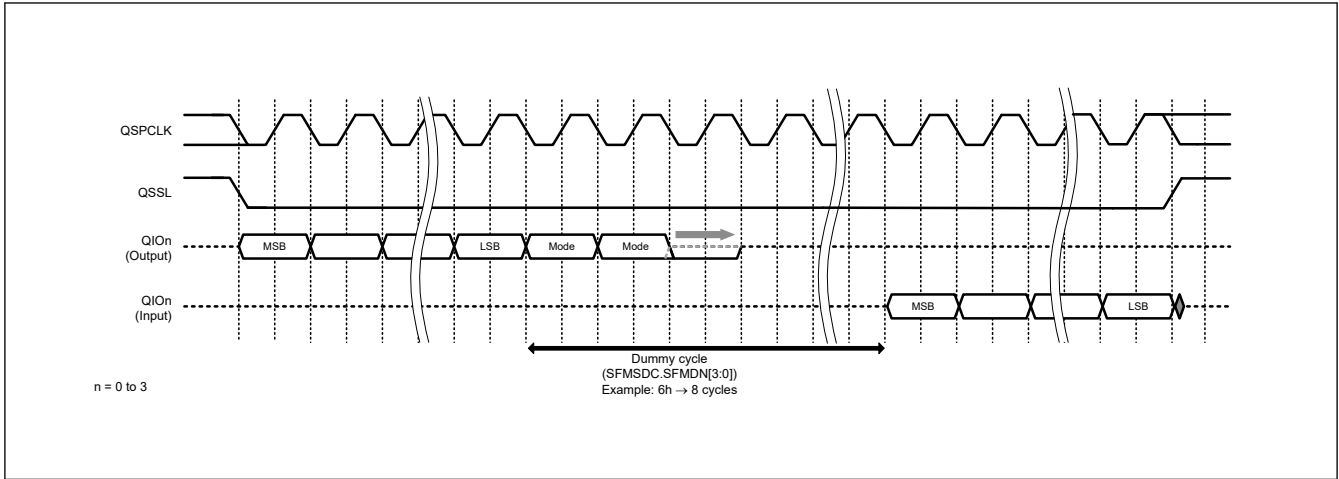 QSPCLK
QSSL
QIOn
(Output)
MSB
LSB
Mode
Mode
QIOn
(Input)
MSB
LSB
Dummy cycle
(SFMSDC.SFMDN[3:0])
Example: 6h → 8 cycles
n = 0 to 3